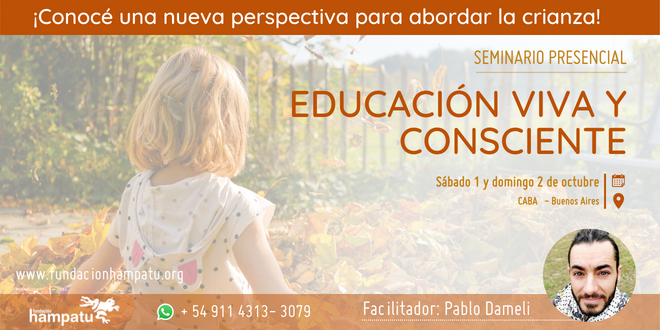 ¡Conocé una nueva perspectiva para abordar la crianza!
SEMINARIO PRESENCIAL
EDUCACIÓN VIVA Y
CONSCIENTE
Sábado 1 y domingo 2 de octubre
CABA – Buenos Aires
www.fundacionhampatu.org
fundación
hampatu
+ 54 911 4313– 3079
Facilitador: Pablo Dameli